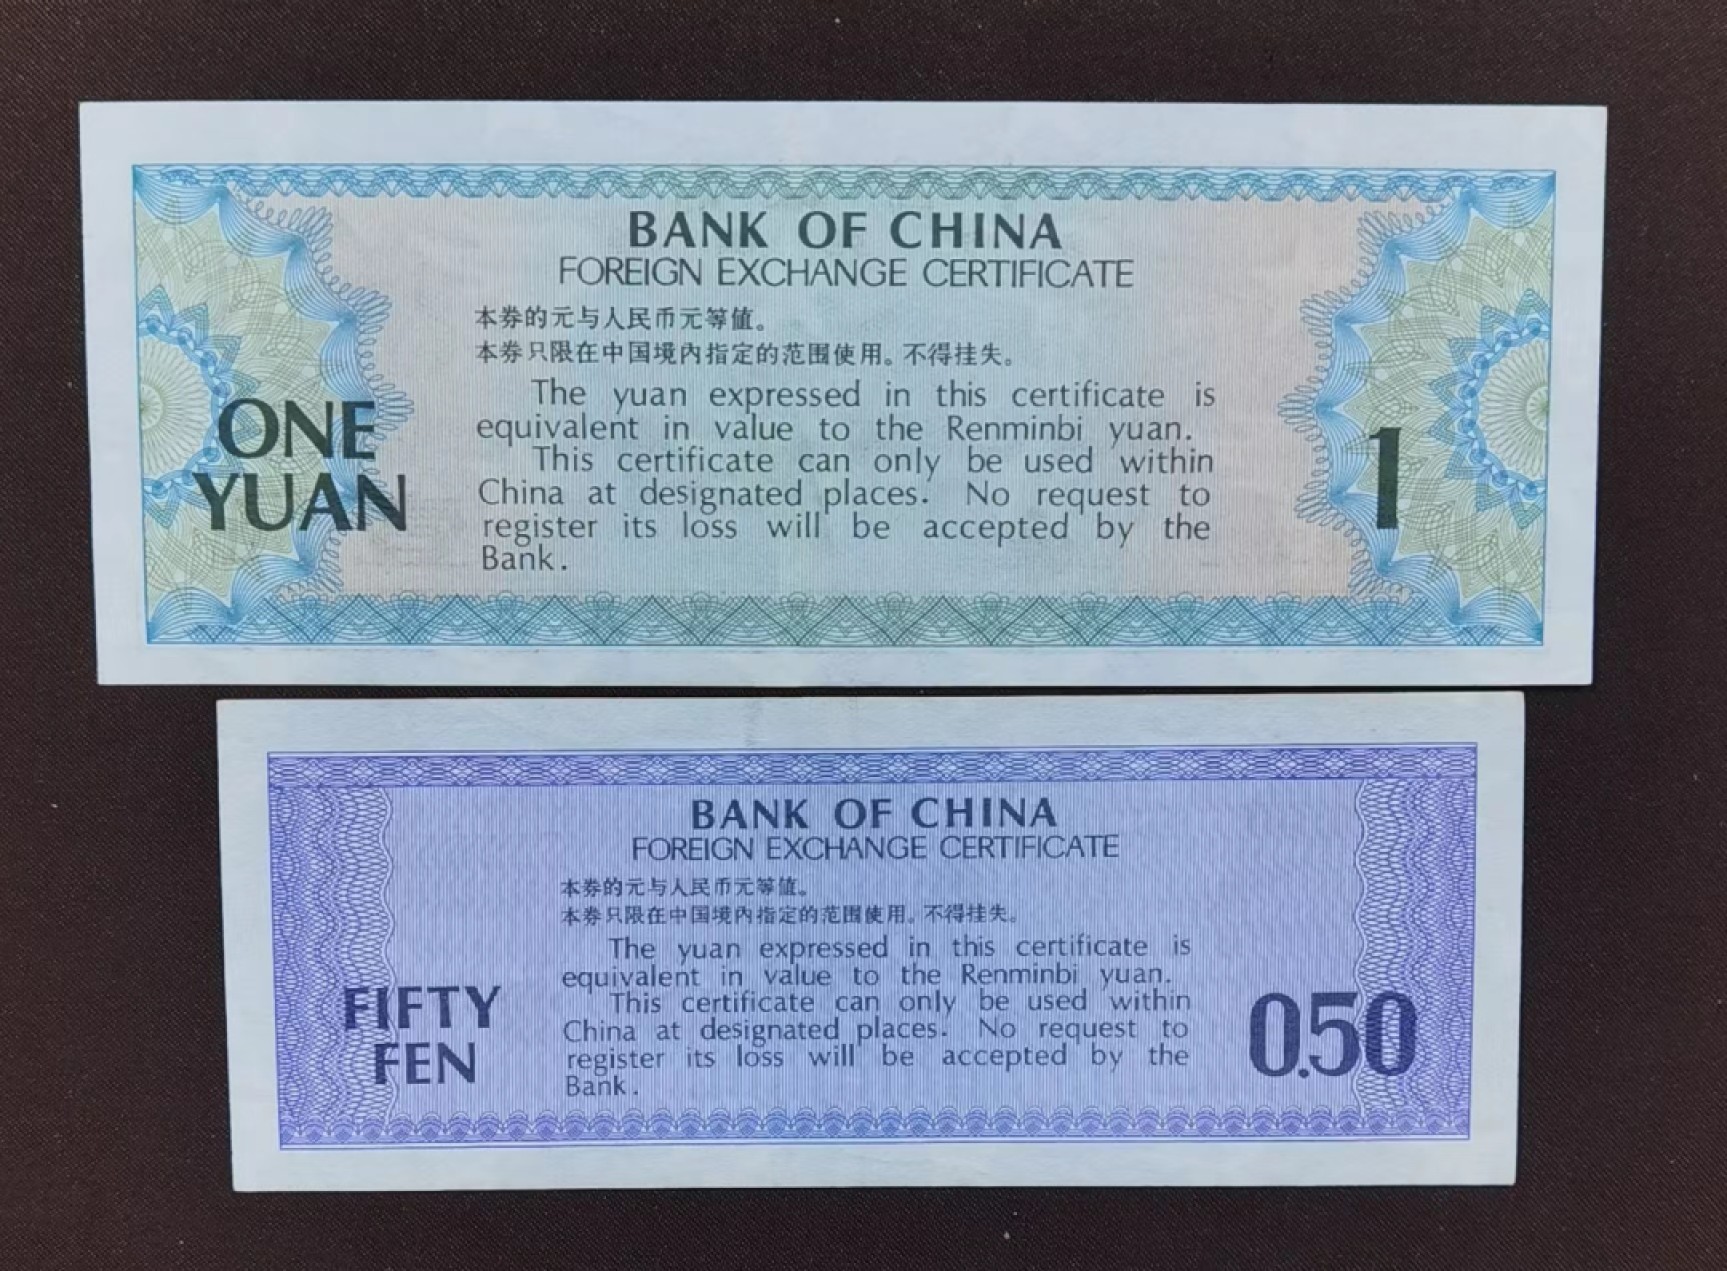 BANK OF CHINA
FOREIGN EXCHANGE CERTIFICATE
本券的元与人民币元等值。
本券只限在中国境内指定的范围使用。不得挂失。
The yuan expressed in this certificate is
equivalent in value to the Renminbi yuan.
This certificate can only be used within
China at designated places. No request to
register its loss will be accepted by the
Bank.
ONE
YUAN
1
BANK OF CHINA
FOREIGN EXCHANGE CERTIFICATE
本券的元与人民币元等值。
本券只限在中国境内指定的范围使用。不得挂失。
The yuan expressed in this certificate is
equivalent in value to the Renminbi yuan.
This certificate can only be used within
China at designated places. No request to
register its loss will be accepted by the
Bank.
FIFTY
FEN
0.50